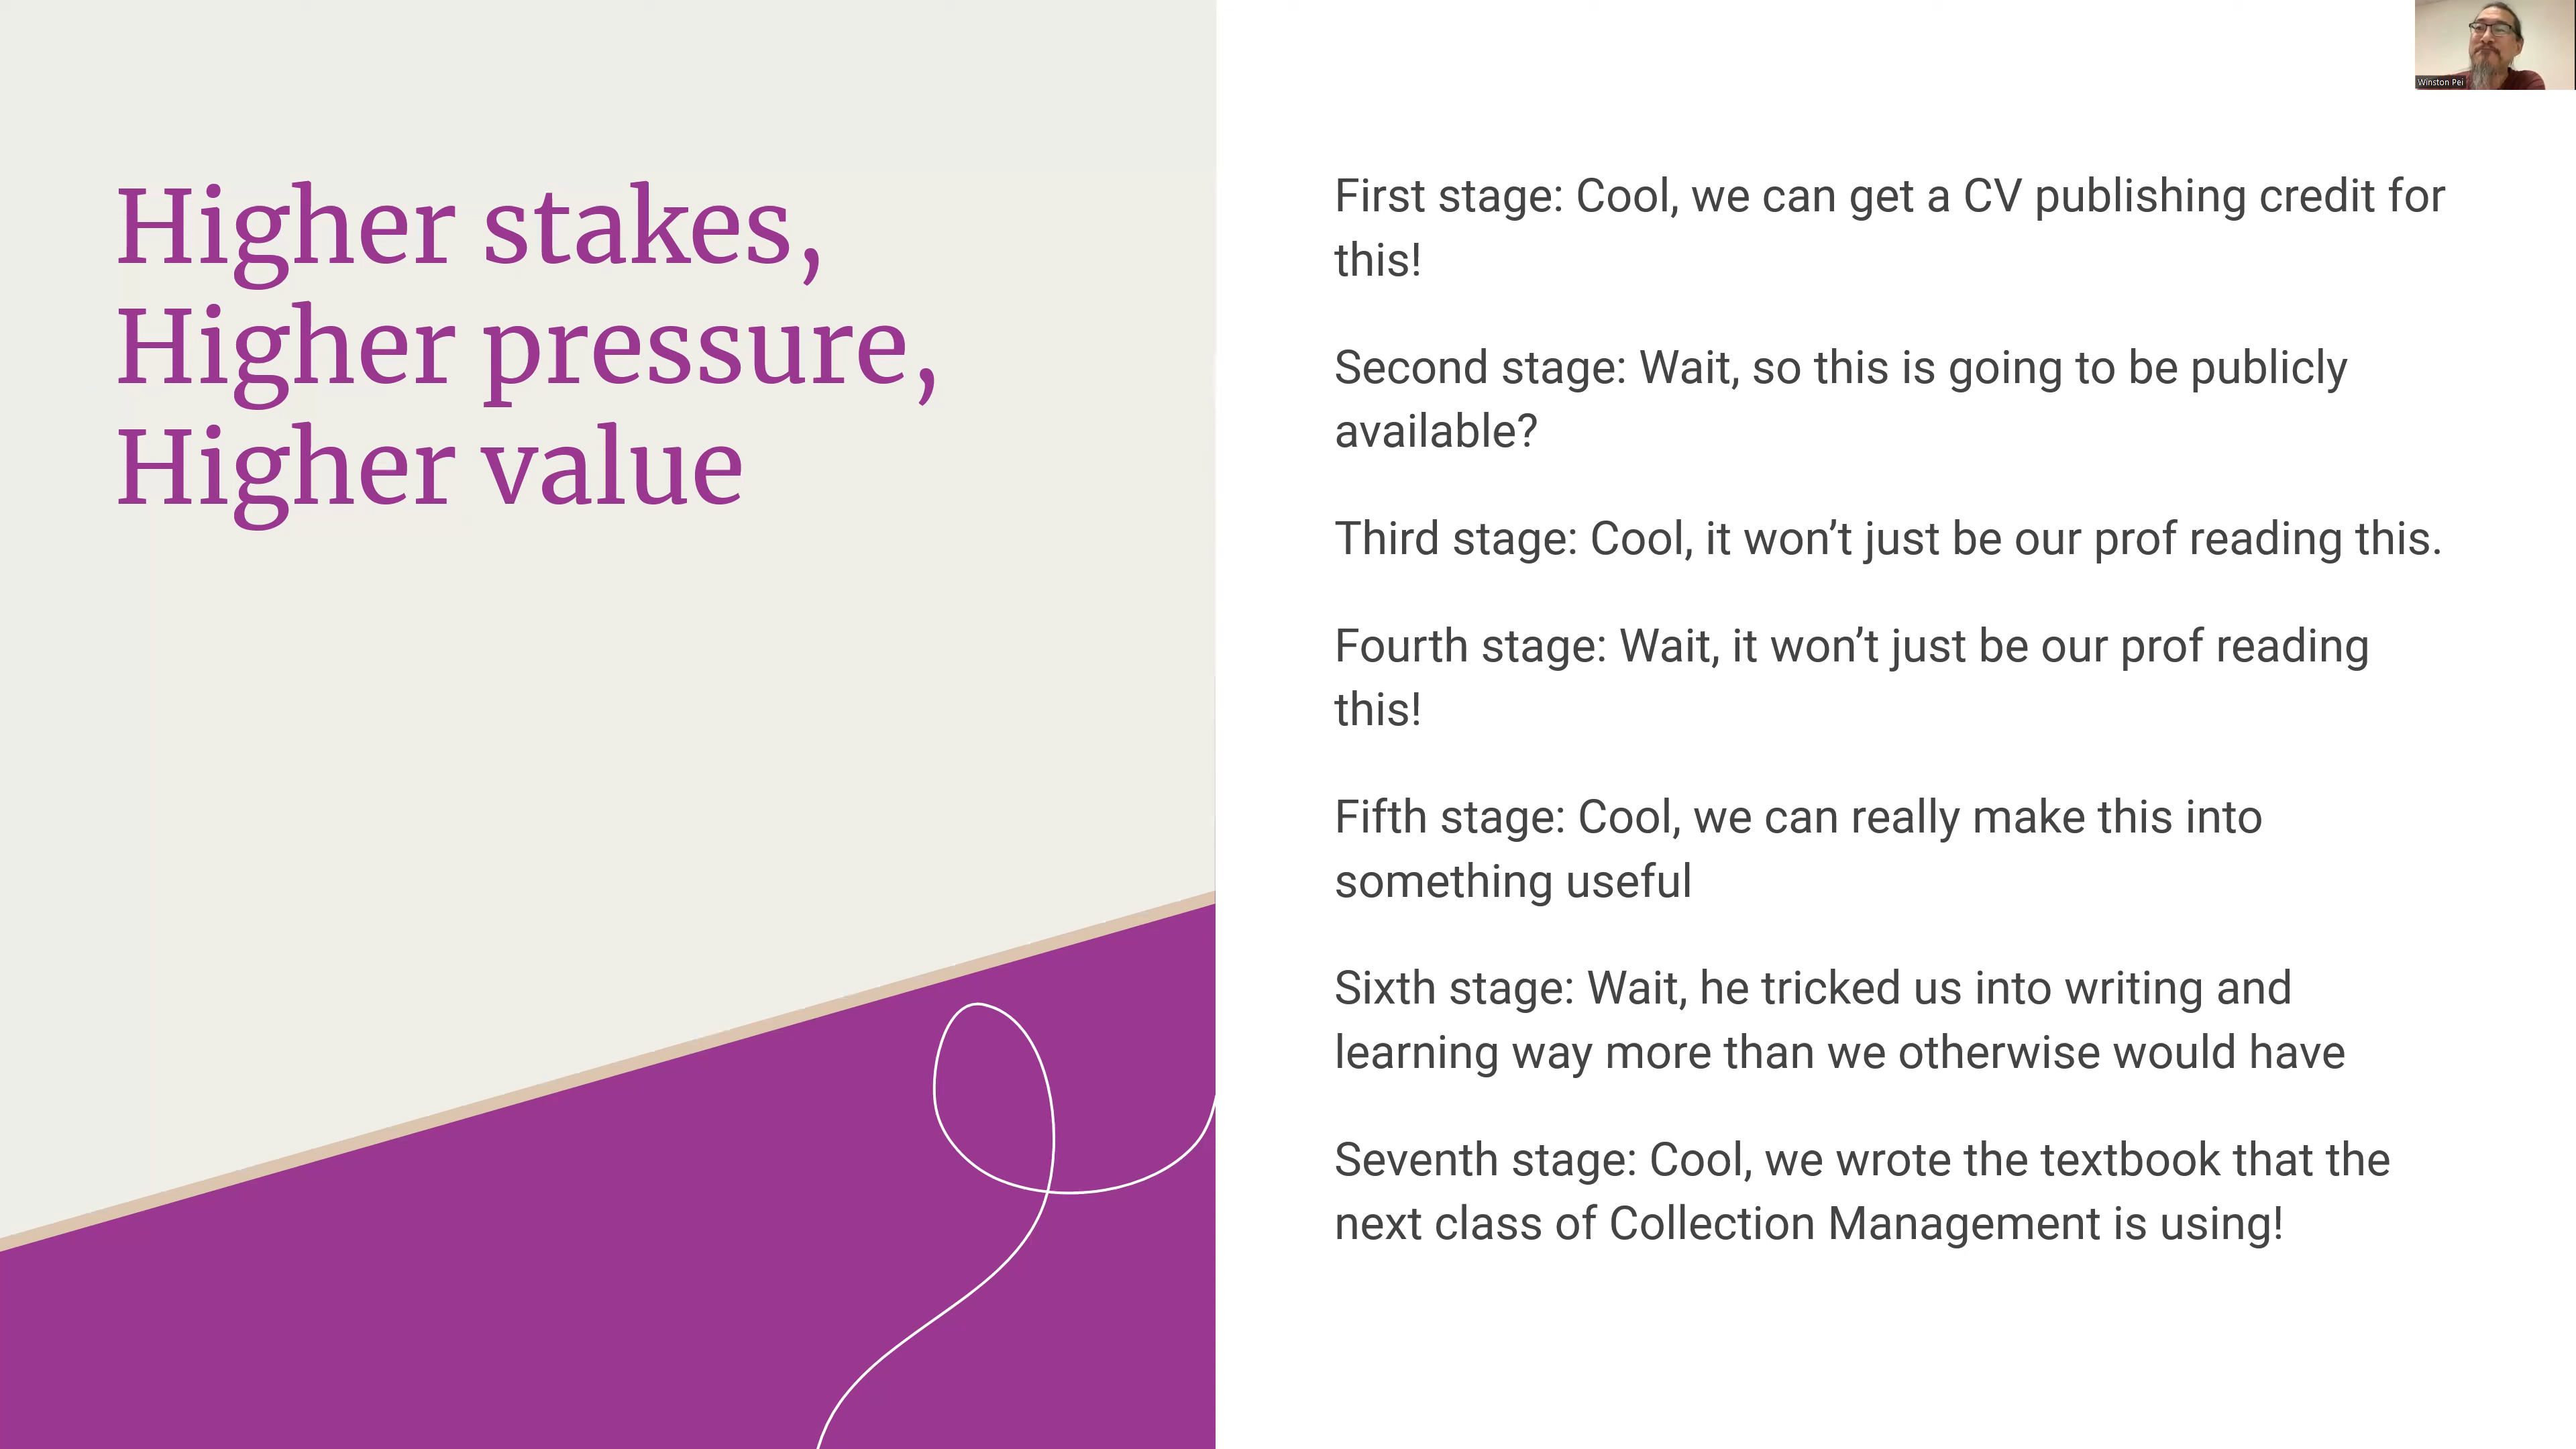 Higher stakes,
Higher pressure,
Higher value
First stage: Cool, we can get a CV publishing credit for
this!
Second stage: Wait, so this is going to be publicly
available?
Third stage: Cool, it won’t just be our prof reading this.
Fourth stage: Wait, it won’t just be our prof reading
this!
Fifth stage: Cool, we can really make this into
something useful
Sixth stage: Wait, he tricked us into writing and
learning way more than we otherwise would have
Seventh stage: Cool, we wrote the textbook that the
next class of Collection Management is using!
Winston Pei